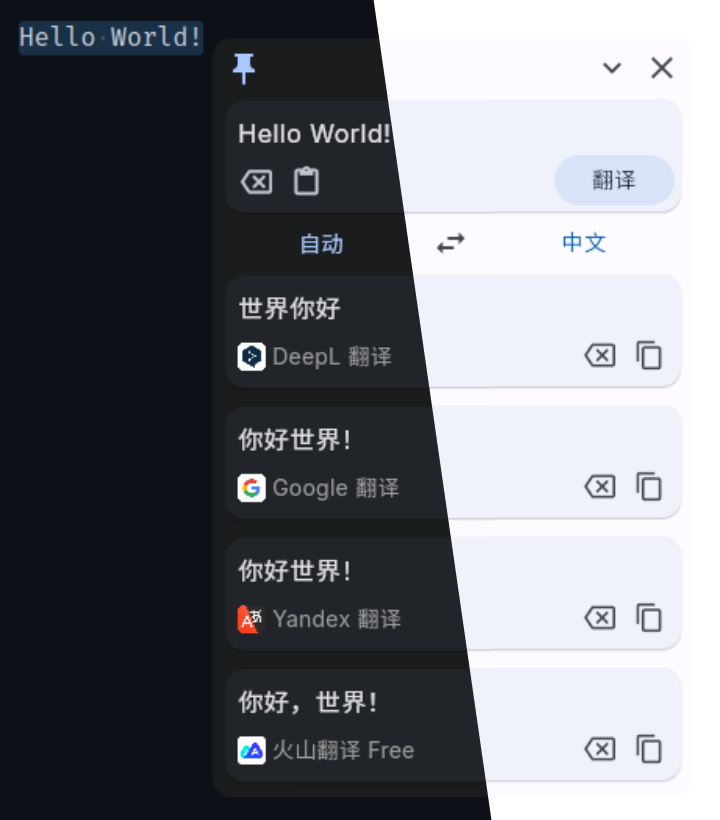 Hello World!
Hello World!
翻译
自动
中文
世界你好
DeepL 翻译
你好世界！
Google 翻译
你好世界！
Yandex 翻译
你好，世界！
火山翻译 Free